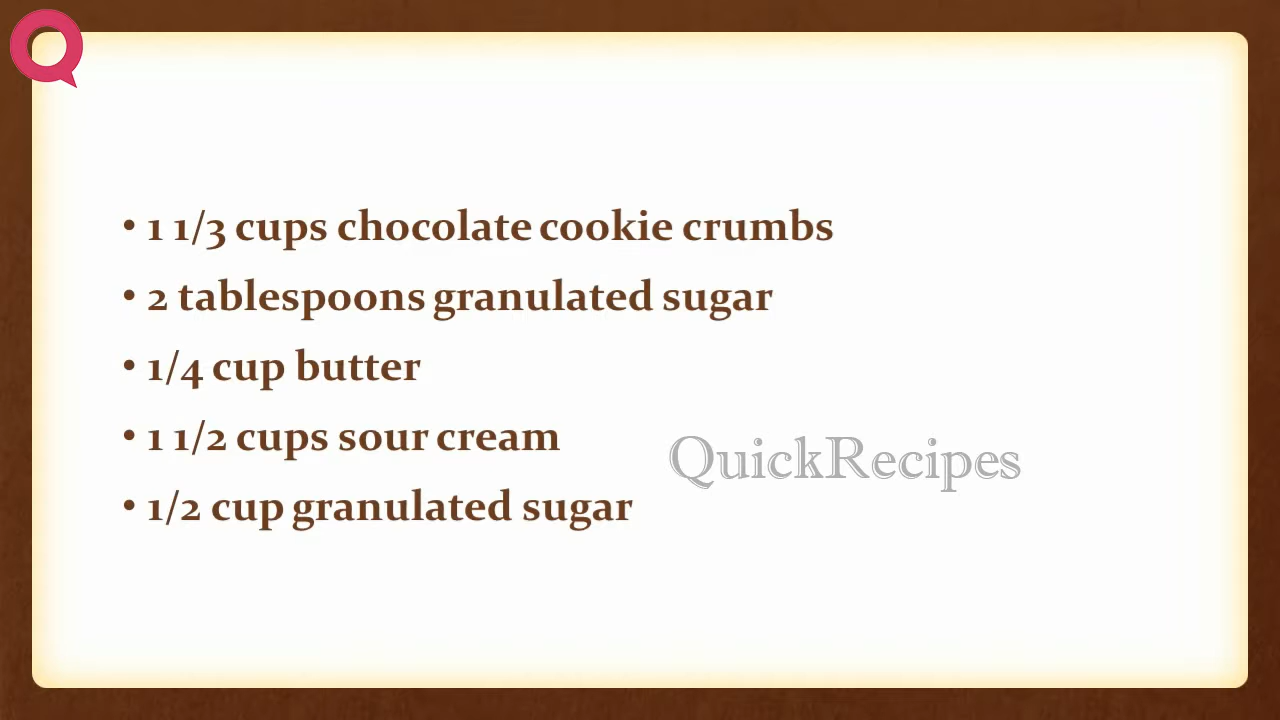 • 1 1/3 cups chocolate cookie crumbs
• 2 tablespoons granulated sugar
• 1/4 cup butter
• 1 1/2 cups sour cream
QuickRecipes
• 1/2 cup granulated sugar